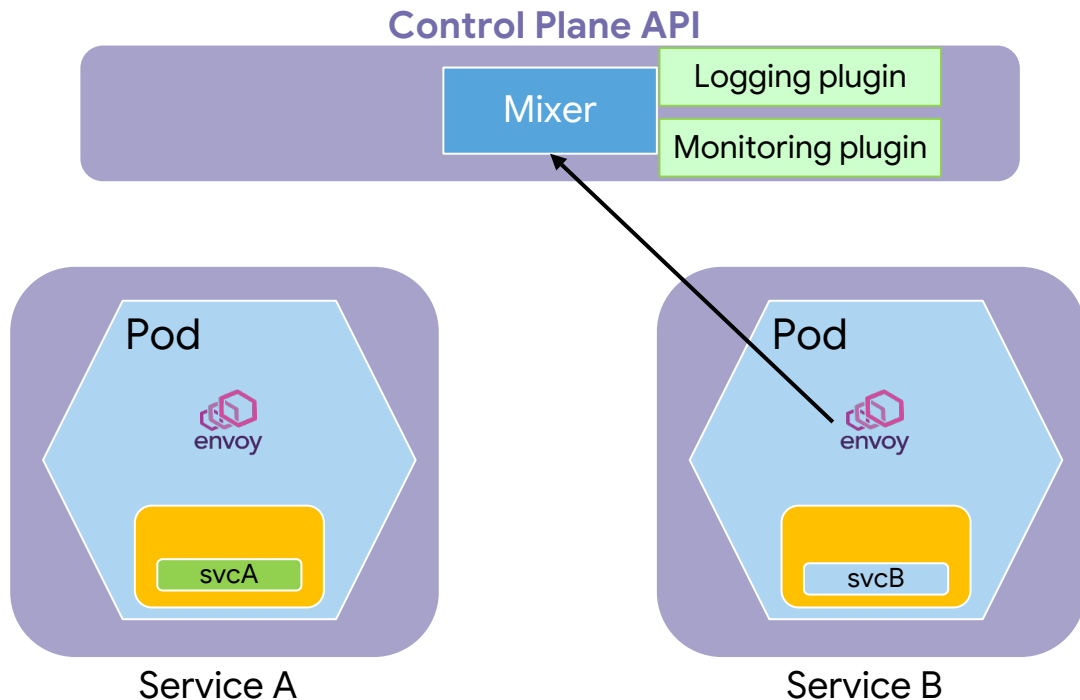 Control Plane API
Mixer
Logging plugin
Monitoring plugin
Pod
envoy
svcA
Service A
Pod
envoy
svcB
Service B